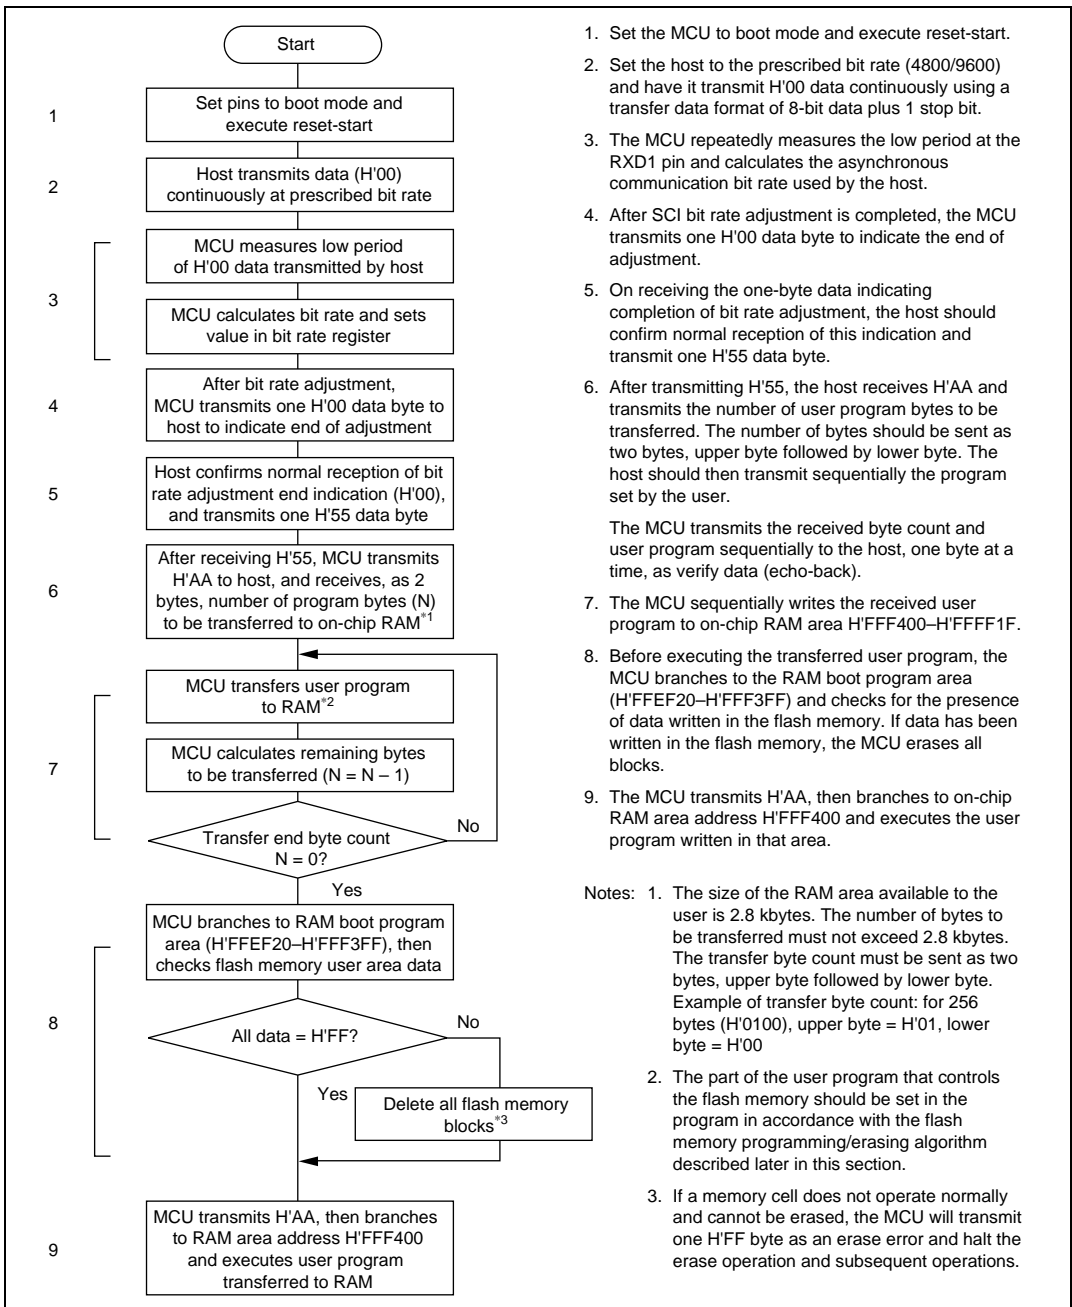 Start
1
Set pins to boot mode and
execute reset-start
2
Host transmits data (H'00)
continuously at prescribed bit rate
3
MCU measures low period
of H'00 data transmitted by host
MCU calculates bit rate and sets
value in bit rate register
4
After bit rate adjustment,
MCU transmits one H'00 data byte to
host to indicate end of adjustment
5
Host confirms normal reception of bit
rate adjustment end indication (H'00),
and transmits one H'55 data byte
6
After receiving H'55, MCU transmits
H'AA to host, and receives, as 2
bytes, number of program bytes (N)
to be transferred to on-chip RAM*1
7
MCU transfers user program
to RAM*2
MCU calculates remaining bytes
to be transferred (N = N – 1)
Transfer end byte count
N = 0?
No
Yes
8
MCU branches to RAM boot program
area (H'FFEF20–H'FFF3FF), then
checks flash memory user area data
All data = H'FF?
No
Yes
Delete all flash memory
blocks*3
9
MCU transmits H'AA, then branches
to RAM area address H'FFF400
and executes user program
transferred to RAM
1. Set the MCU to boot mode and execute reset-start.
2. Set the host to the prescribed bit rate (4800/9600)
and have it transmit H'00 data continuously using a
transfer data format of 8-bit data plus 1 stop bit.
3. The MCU repeatedly measures the low period at the
RXD1 pin and calculates the asynchronous
communication bit rate used by the host.
4. After SCI bit rate adjustment is completed, the MCU
transmits one H'00 data byte to indicate the end of
adjustment.
5. On receiving the one-byte data indicating
completion of bit rate adjustment, the host should
confirm normal reception of this indication and
transmit one H'55 data byte.
6. After transmitting H'55, the host receives H'AA and
transmits the number of user program bytes to be
transferred. The number of bytes should be sent as
two bytes, upper byte followed by lower byte. The
host should then transmit sequentially the program
set by the user.
The MCU transmits the received byte count and
user program sequentially to the host, one byte at a
time, as verify data (echo-back).
7. The MCU sequentially writes the received user
program to on-chip RAM area H'FFF400–H'FFFF1F.
8. Before executing the transferred user program, the
MCU branches to the RAM boot program area
(H'FFEF20–H'FFF3FF) and checks for the presence
of data written in the flash memory. If data has been
written in the flash memory, the MCU erases all
blocks.
9. The MCU transmits H'AA, then branches to on-chip
RAM area address H'FFF400 and executes the user
program written in that area.
Notes: 1. The size of the RAM area available to the
user is 2.8 kbytes. The number of bytes to
be transferred must not exceed 2.8 kbytes.
The transfer byte count must be sent as two
bytes, upper byte followed by lower byte.
Example of transfer byte count: for 256
bytes (H'0100), upper byte = H'01, lower
byte = H'00
2. The part of the user program that controls
the flash memory should be set in the
program in accordance with the flash
memory programming/erasing algorithm
described later in this section.
3. If a memory cell does not operate normally
and cannot be erased, the MCU will transmit
one H'FF byte as an erase error and halt the
erase operation and subsequent operations.